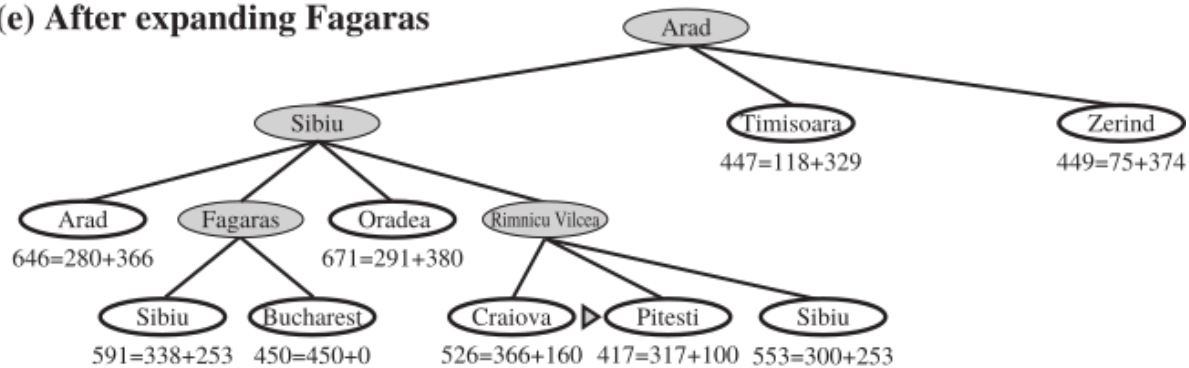 (e) After expanding Fagaras
Arad
Sibiu
Timisoara
Zerind
447=118+329
449=75+374
Arad
Fagaras
Oradea
Rimnicu Vilcea
646=280+366
671=291+380
Sibiu
Bucharest
Craiova
Pitesti
Sibiu
591=338+253
450=450+0
526=366+160
417=317+100
553=300+253